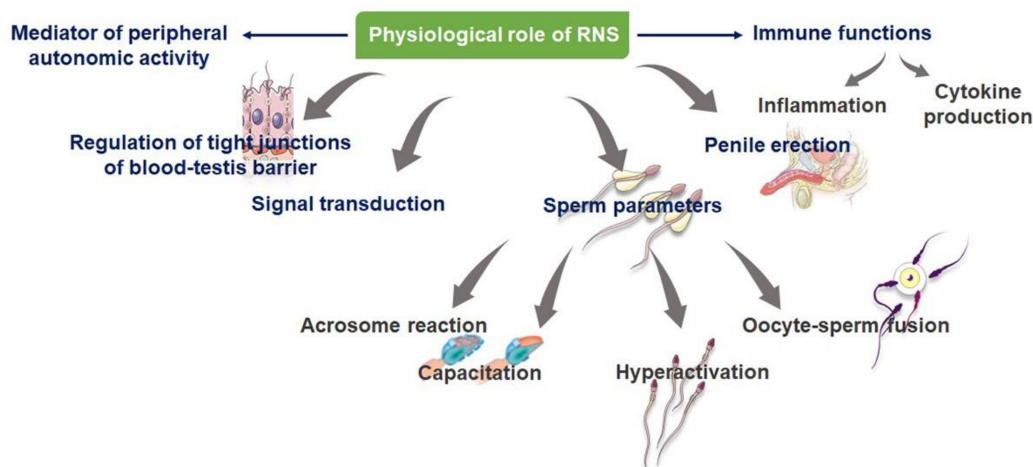 Physiological role of RNS
Mediator of peripheral
autonomic activity
Immune functions
Inflammation
Cytokine
production
Regulation of tight junctions
of blood-testis barrier
Penile erection
Signal transduction
Sperm parameters
Acrosome reaction
Capacitation
Hyperactivation
Oocyte-sperm fusion